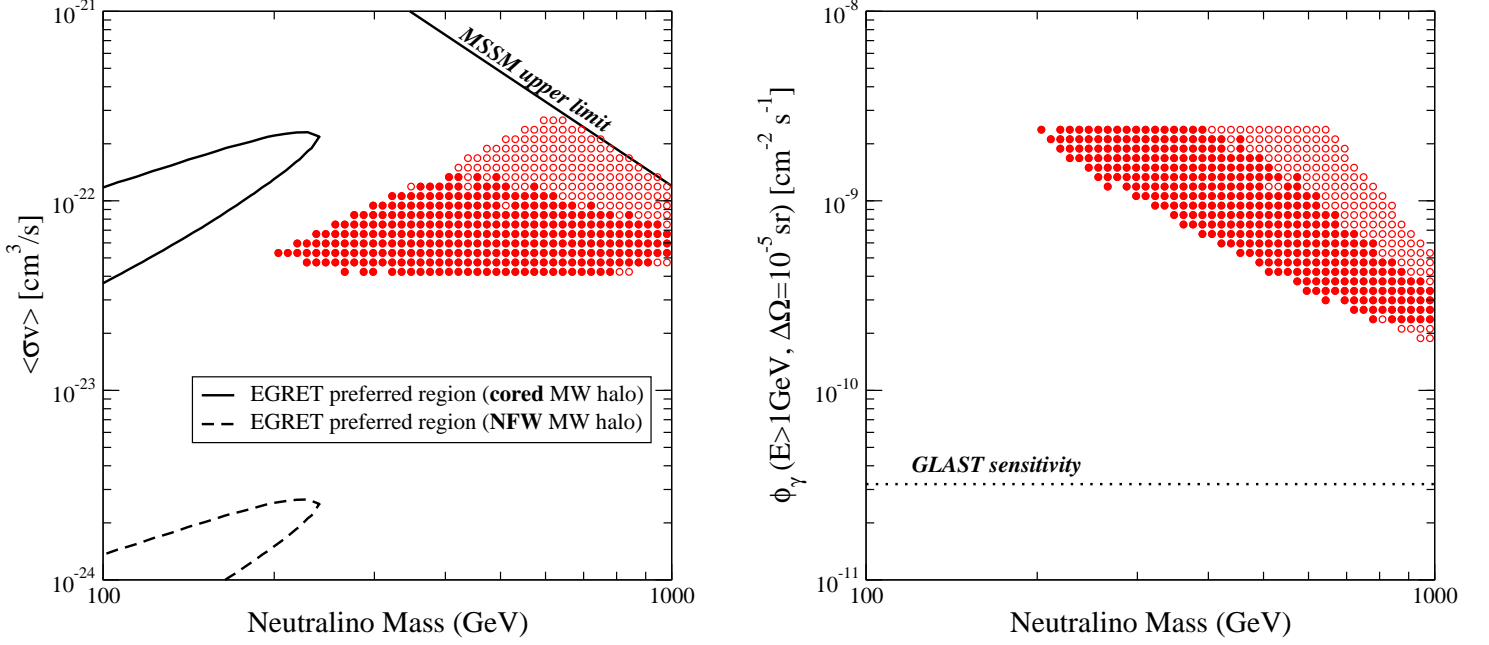 10^-21
10^-22
10^-23
10^-24
<σv> [cm^3/s]
MSSM upper limit
EGRET preferred region (cored MW halo)
EGRET preferred region (NFW MW halo)
100
1000
Neutralino Mass (GeV)
10^-8
10^-9
10^-10
10^-11
ϕ_γ (E>1GeV, ΔΩ=10^-5 sr) [cm^-2 s^-1]
GLAST sensitivity
100
1000
Neutralino Mass (GeV)